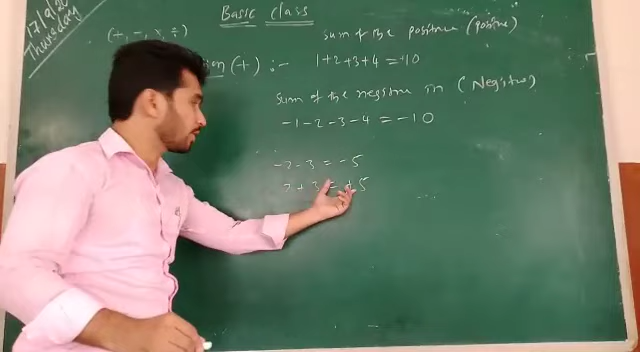 17/9/20
Thursday
Basic class
(+, -, x, ÷)
sum of the positive (positive)
(+) :- 1+2+3+4 = 10
sum of the negative in (Negative)
-1-2-3-4 = -10
-2-3 = -5
2+3 = +5